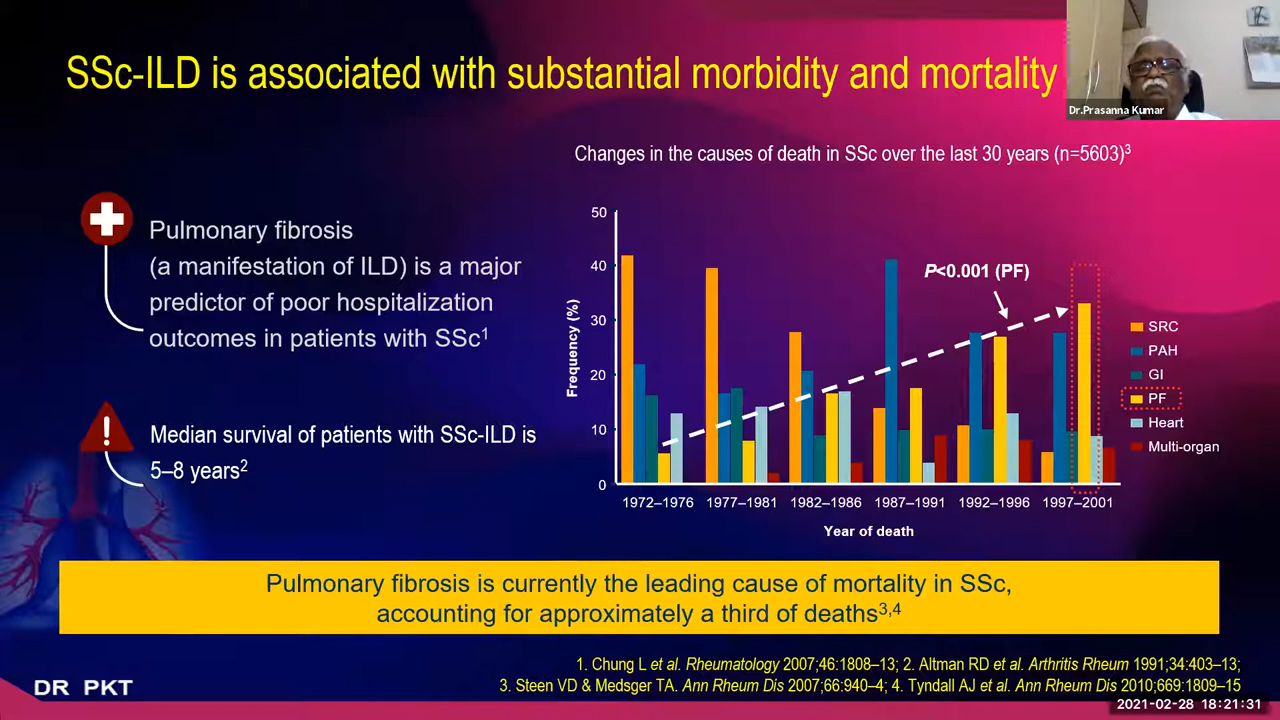 SSc-ILD is associated with substantial morbidity and mortality
Dr.Prasanna Kumar
Changes in the causes of death in SSc over the last 30 years (n=5603)3
Pulmonary fibrosis
(a manifestation of ILD) is a major
predictor of poor hospitalization
outcomes in patients with SSc1
Median survival of patients with SSc-ILD is
5–8 years2
Frequency (%)
50
40
30
20
10
0
P<0.001 (PF)
SRC
PAH
GI
PF
Heart
Multi-organ
1972–1976 1977–1981 1982–1986 1987–1991 1992–1996 1997–2001
Year of death
Pulmonary fibrosis is currently the leading cause of mortality in SSc,
accounting for approximately a third of deaths3,4
1. Chung L et al. Rheumatology 2007;46:1808–13; 2. Altman RD et al. Arthritis Rheum 1991;34:403–13;
3. Steen VD & Medsger TA. Ann Rheum Dis 2007;66:940–4; 4. Tyndall AJ et al. Ann Rheum Dis 2010;669:1809–15
DR PKT
2021-02-28 18:21:31